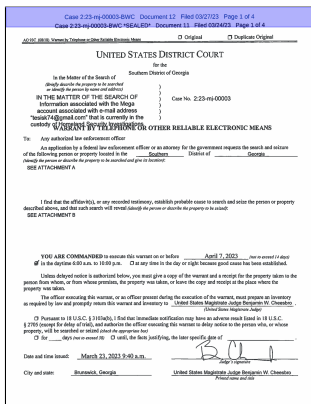 Case 2:23-mj-00003-BWC   Document 12   Filed 03/27/23   Page 1 of 4
Case 2:23-mj-00003-BWC *SEALED*   Document 11   Filed 03/24/23   Page 1 of 4
AO 93C (08/18) Warrant by Telephone or Other Reliable Electronic Means   ☐ Original   ☐ Duplicate Original
UNITED STATES DISTRICT COURT
for the
Southern District of Georgia
In the Matter of the Search of )
(Briefly describe the property to be searched )
or identify the person by name and address) )
IN THE MATTER OF THE SEARCH OF ) Case No. 2:23-mj-00003
Information associated with the Mega )
account associated with e-mail address )
"tesisk74@gmail.com" that is currently in the )
custody of Homeland Security Investigations
WARRANT BY TELEPHONE OR OTHER RELIABLE ELECTRONIC MEANS
To: Any authorized law enforcement officer
An application by a federal law enforcement officer or an attorney for the government requests the search and seizure
of the following person or property located in the Southern District of Georgia
(identify the person or describe the property to be searched and give its location):
SEE ATTACHMENT A
I find that the affidavit(s), or any recorded testimony, establish probable cause to search and seize the person or property
described above, and that such search will reveal (identify the person or describe the property to be seized):
SEE ATTACHMENT B
YOU ARE COMMANDED to execute this warrant on or before April 7, 2023 (not to exceed 14 days)
☑ in the daytime 6:00 a.m. to 10:00 p.m. ☐ at any time in the day or night because good cause has been established.
Unless delayed notice is authorized below, you must give a copy of the warrant and a receipt for the property taken to the
person from whom, or from whose premises, the property was taken, or leave the copy and receipt at the place where the
property was taken.
The officer executing this warrant, or an officer present during the execution of the warrant, must prepare an inventory
as required by law and promptly return this warrant and inventory to United States Magistrate Judge Benjamin W. Cheesbro .
(United States Magistrate Judge)
☐ Pursuant to 18 U.S.C. § 3103a(b), I find that immediate notification may have an adverse result listed in 18 U.S.C.
§ 2705 (except for delay of trial), and authorize the officer executing this warrant to delay notice to the person who, or whose
property, will be searched or seized (check the appropriate box)
☐ for days (not to exceed 30) ☐ until, the facts justifying, the later specific date of .
Date and time issued: March 23, 2023 9:40 a.m.
Judge's signature
City and state: Brunswick, Georgia   United States Magistrate Judge Benjamin W. Cheesbro
Printed name and title